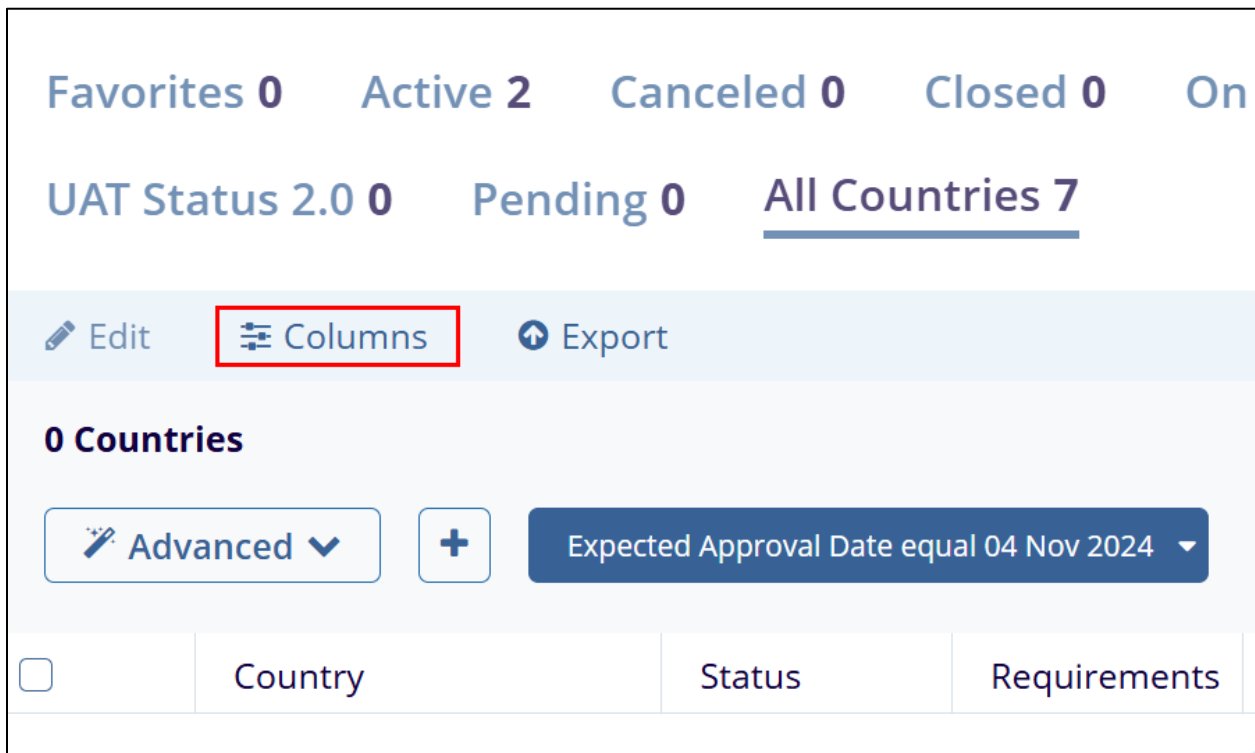 Favorites 0 Active 2 Canceled 0 Closed 0 On
UAT Status 2.0 0 Pending 0 All Countries 7
Edit Columns Export
0 Countries
Advanced + Expected Approval Date equal 04 Nov 2024
Country Status Requirements